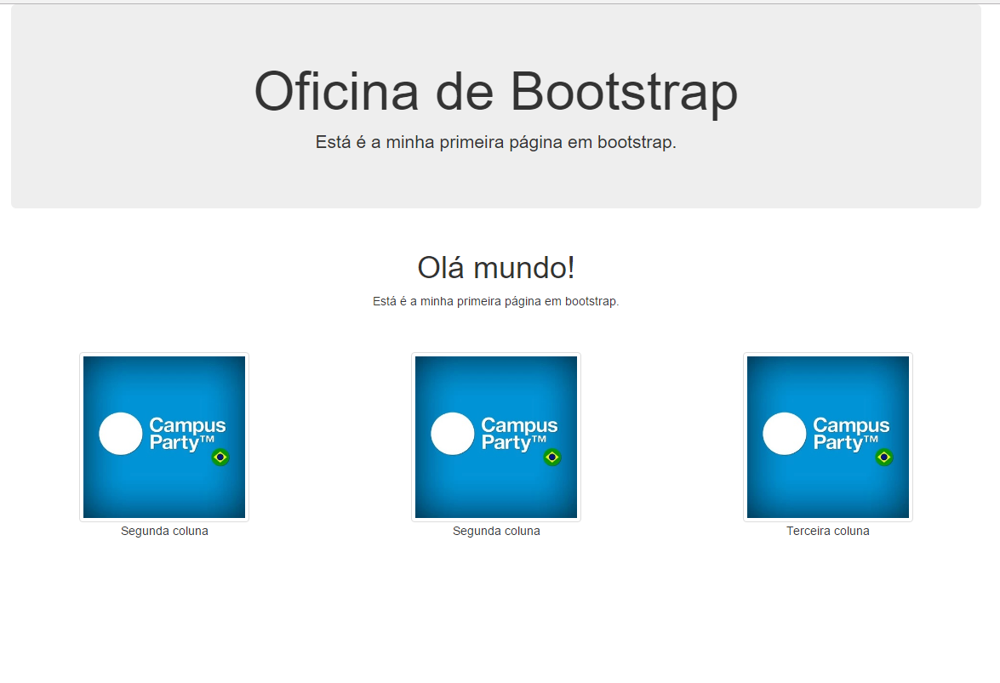 Oficina de Bootstrap
Está é a minha primeira página em bootstrap.
Olá mundo!
Está é a minha primeira página em bootstrap.
Campus
Party™
Campus
Party™
Campus
Party™
Segunda coluna
Segunda coluna
Terceira coluna